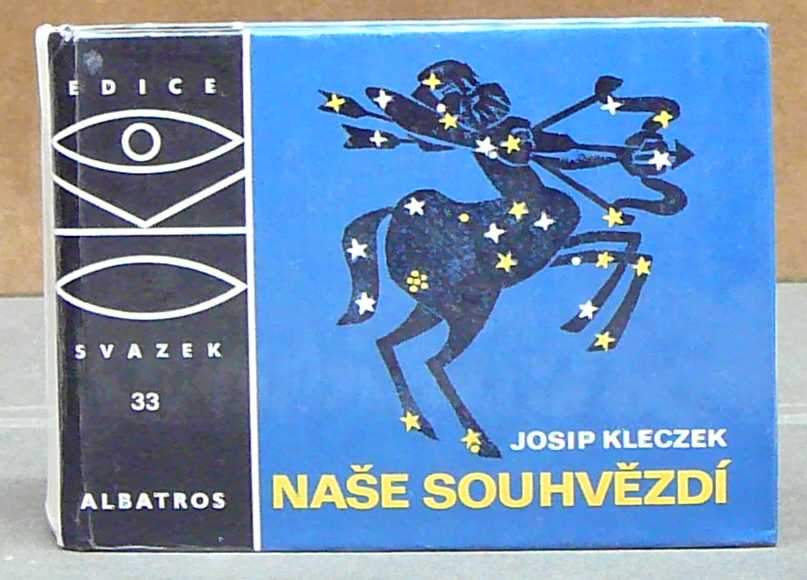 EDICE
SVAZEK
33
ALBATROS
JOSIP KLECZEK
NAŠE SOUHVĚZDÍ